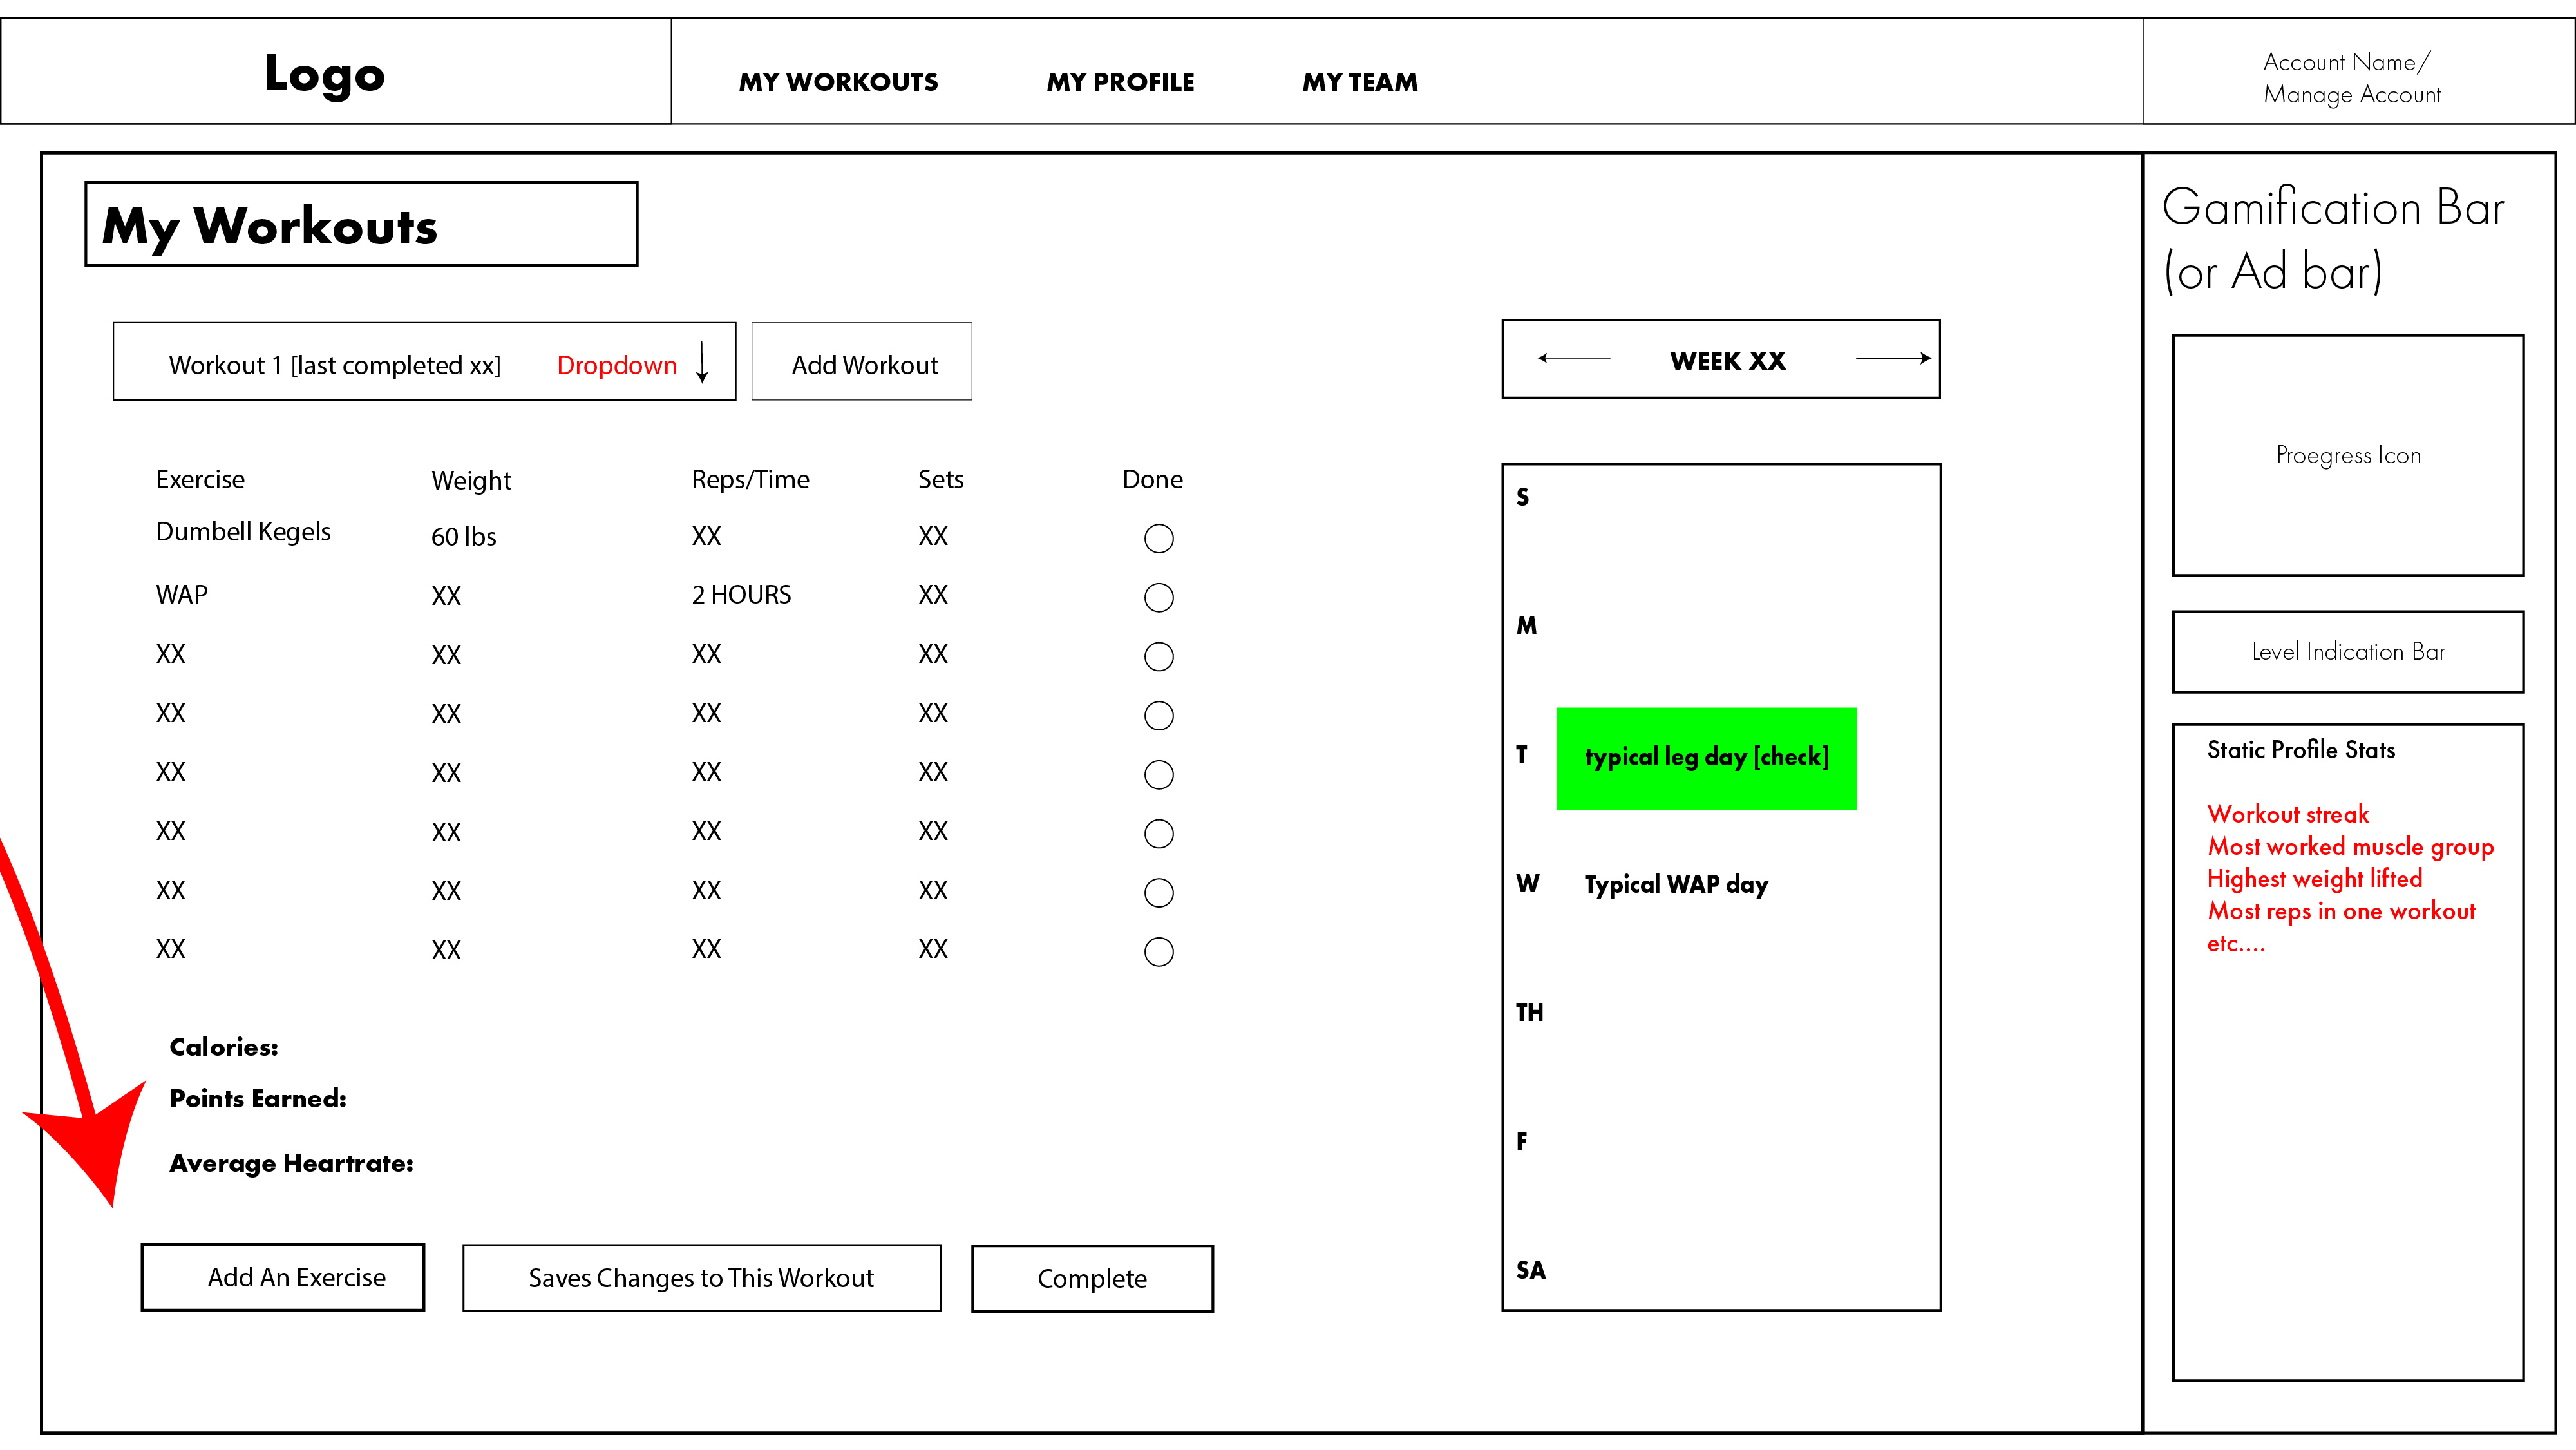 Logo
MY WORKOUTS MY PROFILE MY TEAM
Account Name/
Manage Account
My Workouts
Workout 1 [last completed xx] Dropdown
Add Workout
Exercise Weight Reps/Time Sets Done
Dumbell Kegels 60 lbs XX XX
WAP XX 2 HOURS XX
XX XX XX XX
XX XX XX XX
XX XX XX XX
XX XX XX XX
XX XX XX XX
XX XX XX XX
Calories:
Points Earned:
Average Heartrate:
Add An Exercise
Saves Changes to This Workout
Complete
WEEK XX
S
M
T typical leg day [check]
W Typical WAP day
TH
F
SA
Gamification Bar
(or Ad bar)
Proegress Icon
Level Indication Bar
Static Profile Stats
Workout streak
Most worked muscle group
Highest weight lifted
Most reps in one workout
etc....